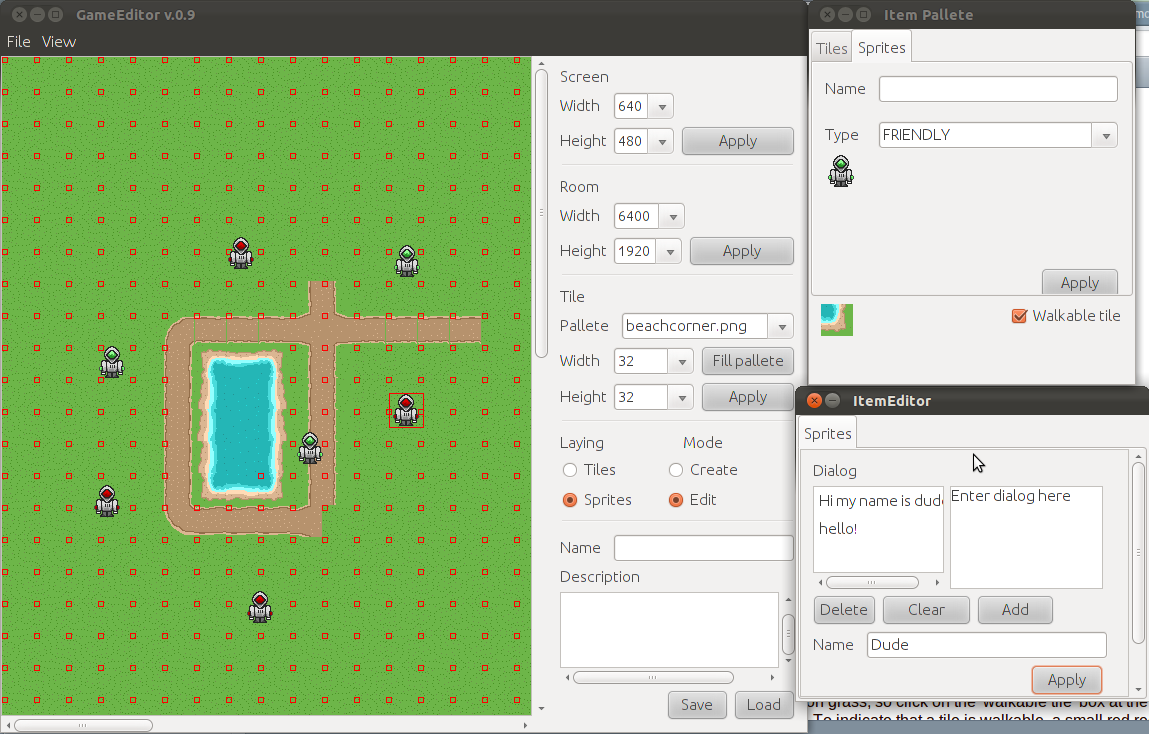 GameEditor v.0.9
File View
Screen
Width 640
Height 480 Apply
Room
Width 6400
Height 1920 Apply
Tile
Pallete beachcorner.png
Width 32 Fill pallete
Height 32 Apply
Laying Mode
Tiles Create
Sprites Edit
Name
Description
Save Load
Item Pallete
Tiles Sprites
Name
Type FRIENDLY
Apply
Walkable tile
ItemEditor
Sprites
Dialog
Hi my name is dude
hello!
Enter dialog here
Delete Clear Add
Name Dude
Apply
on grass, so click on the 'walkable tile' box at the
To indicate that a tile is walkable, a small red